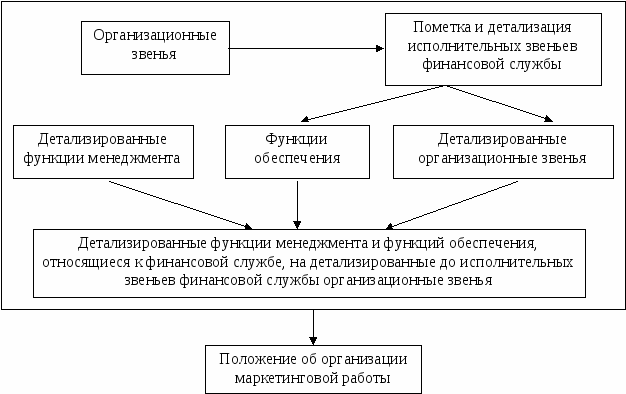 Организационные
звенья
Пометка и детализация
исполнительных звеньев
финансовой службы
Детализированные
функции менеджмента
Функции
обеспечения
Детализированные
организационные звенья
Детализированные функции менеджмента и функций обеспечения,
относящиеся к финансовой службе, на детализированные до исполнительных
звеньев финансовой службы организационные звенья
Положение об организации
маркетинговой работы